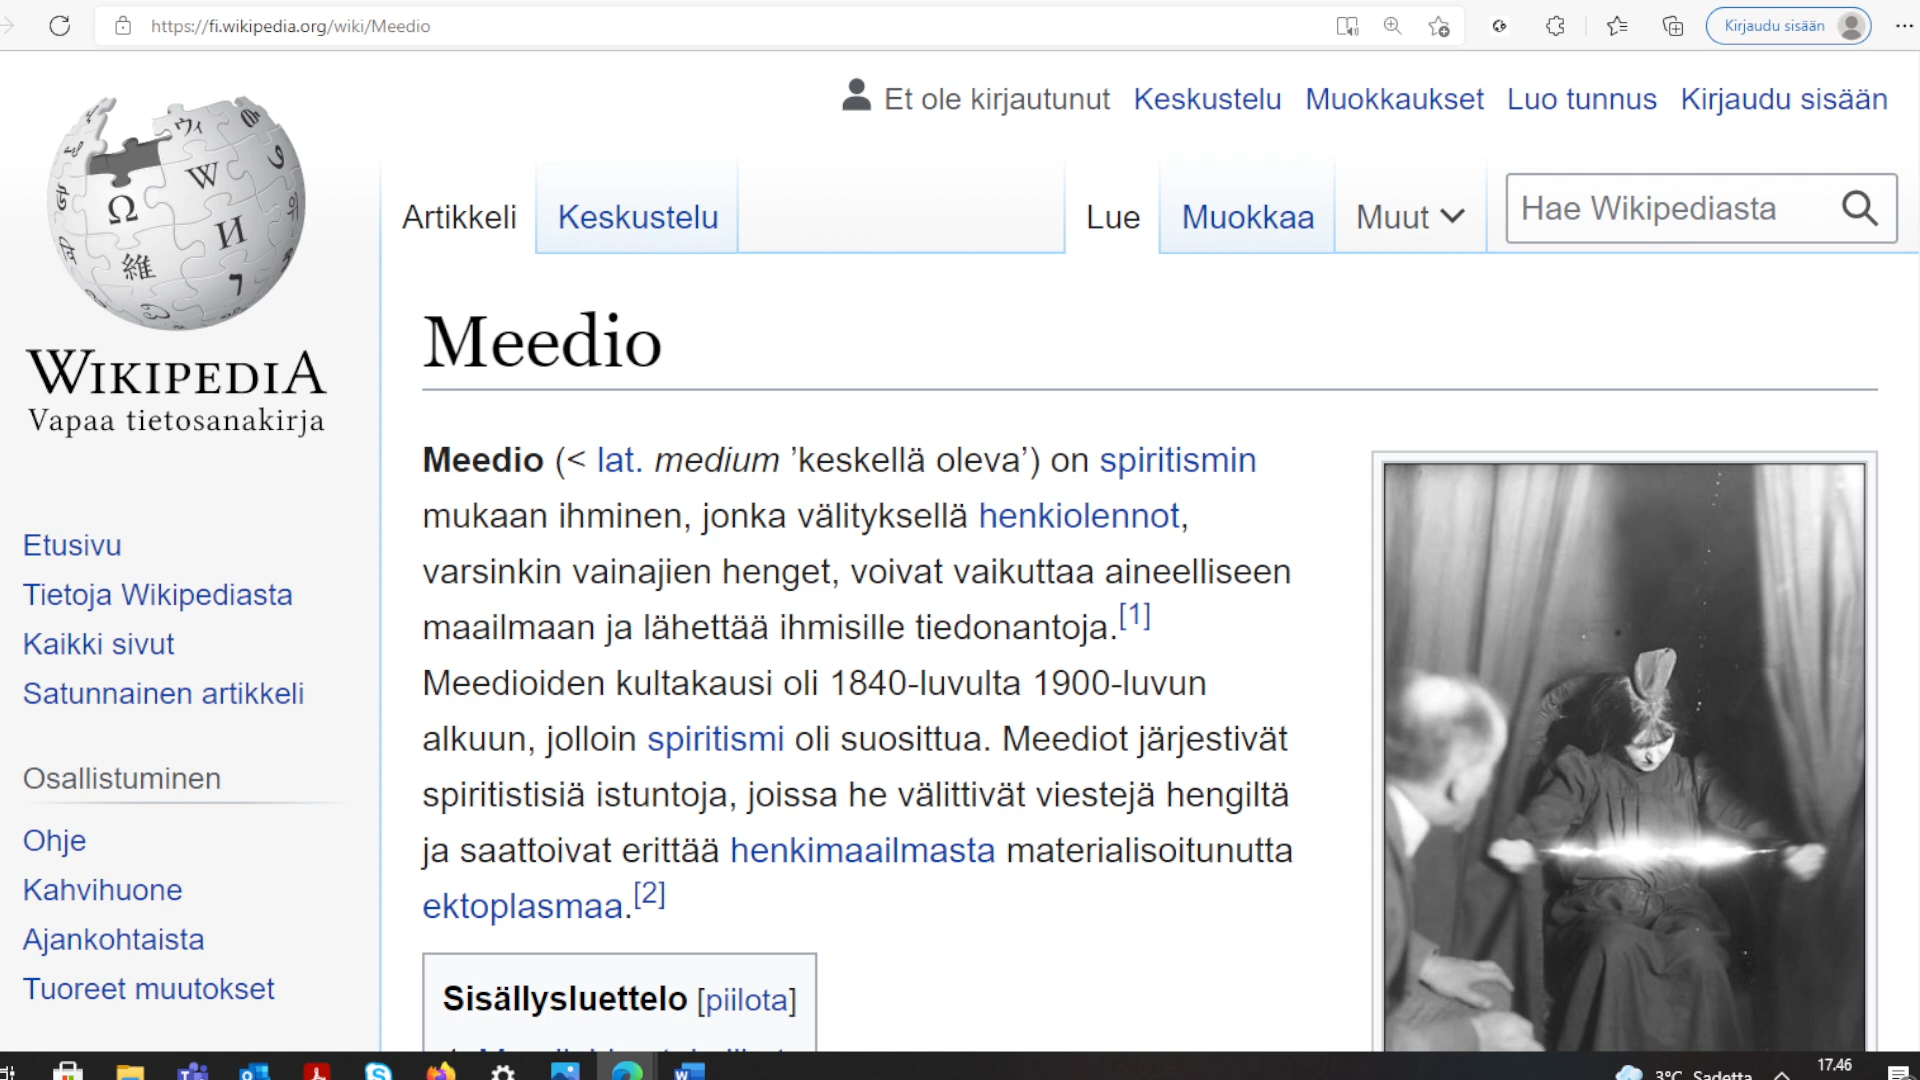 https://fi.wikipedia.org/wiki/Meedio
Kirjaudu sisään
Et ole kirjautunut Keskustelu Muokkaukset Luo tunnus Kirjaudu sisään
Artikkeli Keskustelu Lue Muokkaa Muut Hae Wikipediasta
WIKIPEDIA
Vapaa tietosanakirja
Etusivu
Tietoja Wikipediasta
Kaikki sivut
Satunnainen artikkeli
Osallistuminen
Ohje
Kahvihuone
Ajankohtaista
Tuoreet muutokset
Meedio
Meedio (< lat. medium ’keskellä oleva’) on spiritismin
mukaan ihminen, jonka välityksellä henkiolennot,
varsinkin vainajien henget, voivat vaikuttaa aineelliseen
maailmaan ja lähettää ihmisille tiedonantoja.[1]
Meedioiden kultakausi oli 1840-luvulta 1900-luvun
alkuun, jolloin spiritismi oli suosittua. Meediot järjestivät
spiritistisiä istuntoja, joissa he välittivät viestejä hengiltä
ja saattoivat erittää henkimaailmasta materialisoitunutta
ektoplasmaa.[2]
Sisällysluettelo [piilota]
3°C Sadetta
17.46